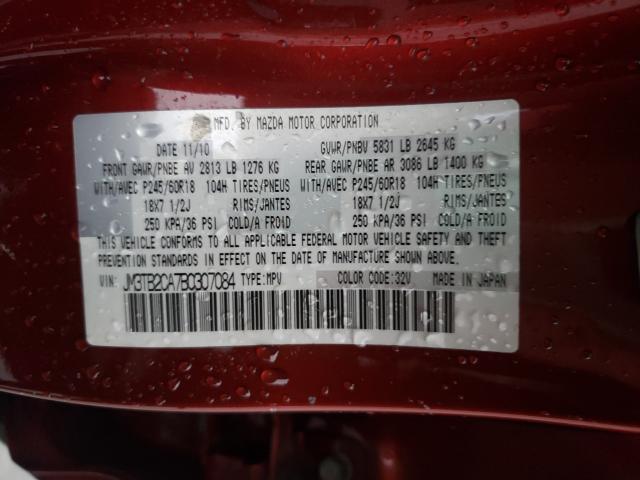 MFD. BY MAZDA MOTOR CORPORATION
DATE 11/10 GVWR/PNBV 5831 LB 2645 KG
FRONT GAWR/PNBE AV 2813 LB 1276 KG REAR GAWR/PNBE AR 3086 LB 1400 KG
WITH/AVEC P245/60R18 104H TIRES/PNEUS WITH/AVEC P245/60R18 104H TIRES/PNEUS
18X7 1/2J RIMS/JANTES 18X7 1/2J RIMS/JANTES
250 KPA/36 PSI COLD/A FROID 250 KPA/36 PSI COLD/A FROID
THIS VEHICLE CONFORMS TO ALL APPLICABLE FEDERAL MOTOR VEHICLE SAFETY AND THEFT
PREVENTION STANDARDS IN EFFECT ON THE DATE OF MANUFACTURE SHOWN ABOVE.
VIN: JM3TB2CA7B0307084 TYPE:MPV COLOR CODE:32V MADE IN JAPAN